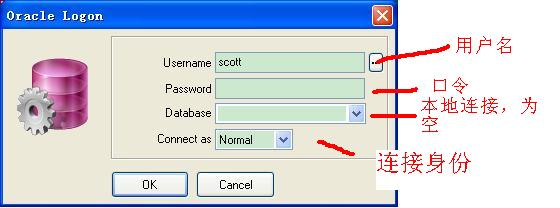 Oracle Logon
Username scott ... 用户名
Password 口令
Database 本地连接，为
空
Connect as Normal 连接身份
OK Cancel